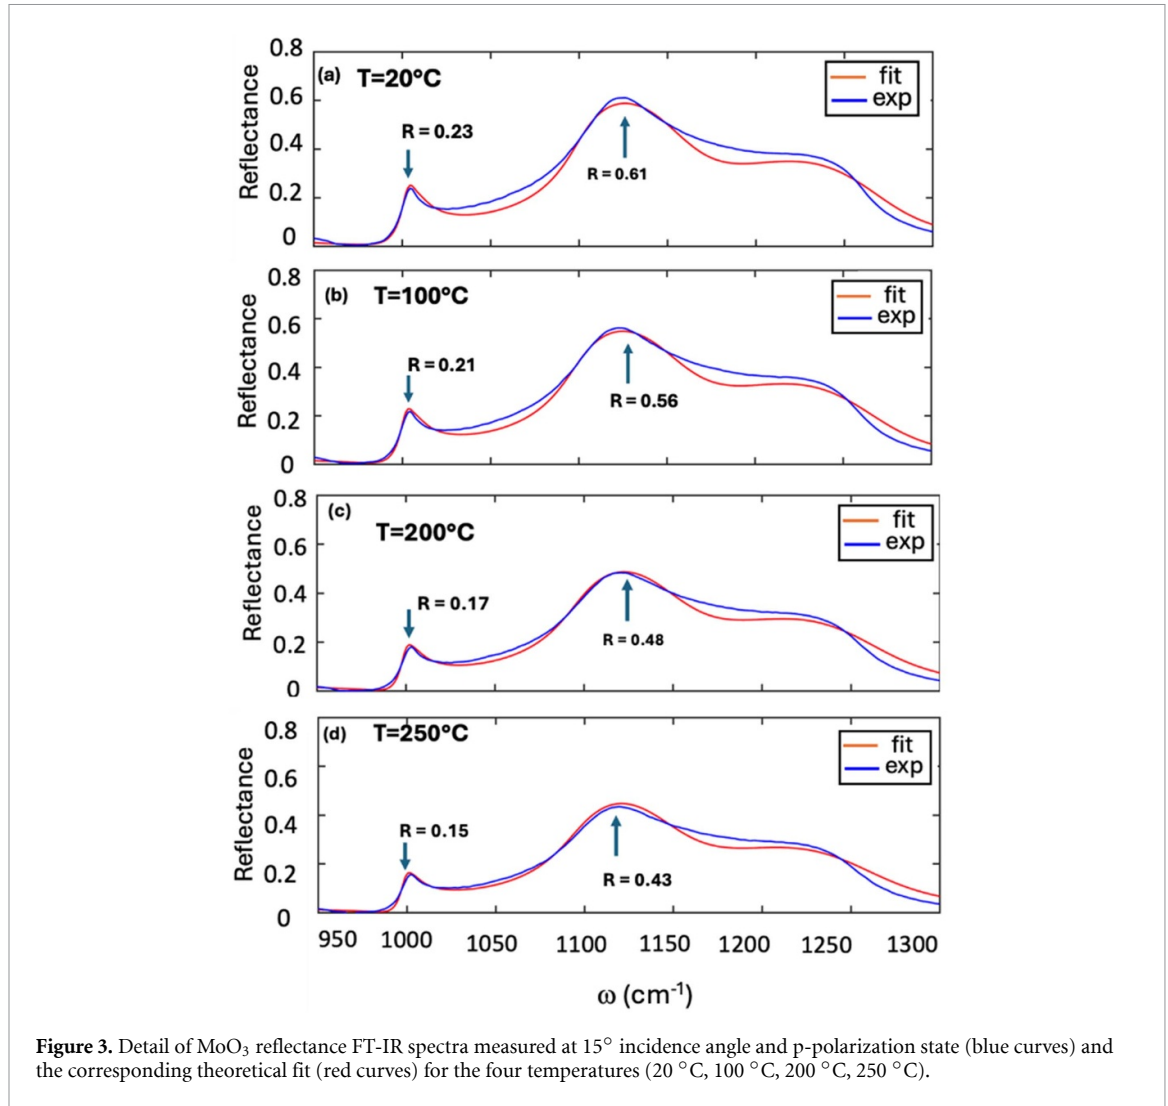 0.8
(a) T=20°C
fit
exp
0.6
R = 0.23
0.4
R = 0.61
0.2
0
Reflectance
0.8
(b) T=100°C
fit
exp
0.6
R = 0.21
0.4
R = 0.56
0.2
0
Reflectance
0.8
(c)
T=200°C
fit
exp
0.6
R = 0.17
0.4
R = 0.48
0.2
0
Reflectance
0.8
(d) T=250°C
fit
exp
0.6
R = 0.15
0.4
R = 0.43
0.2
0
Reflectance
950 1000 1050 1100 1150 1200 1250 1300
ω (cm⁻¹)
Figure 3. Detail of MoO₃ reflectance FT-IR spectra measured at 15° incidence angle and p-polarization state (blue curves) and
the corresponding theoretical fit (red curves) for the four temperatures (20 °C, 100 °C, 200 °C, 250 °C).